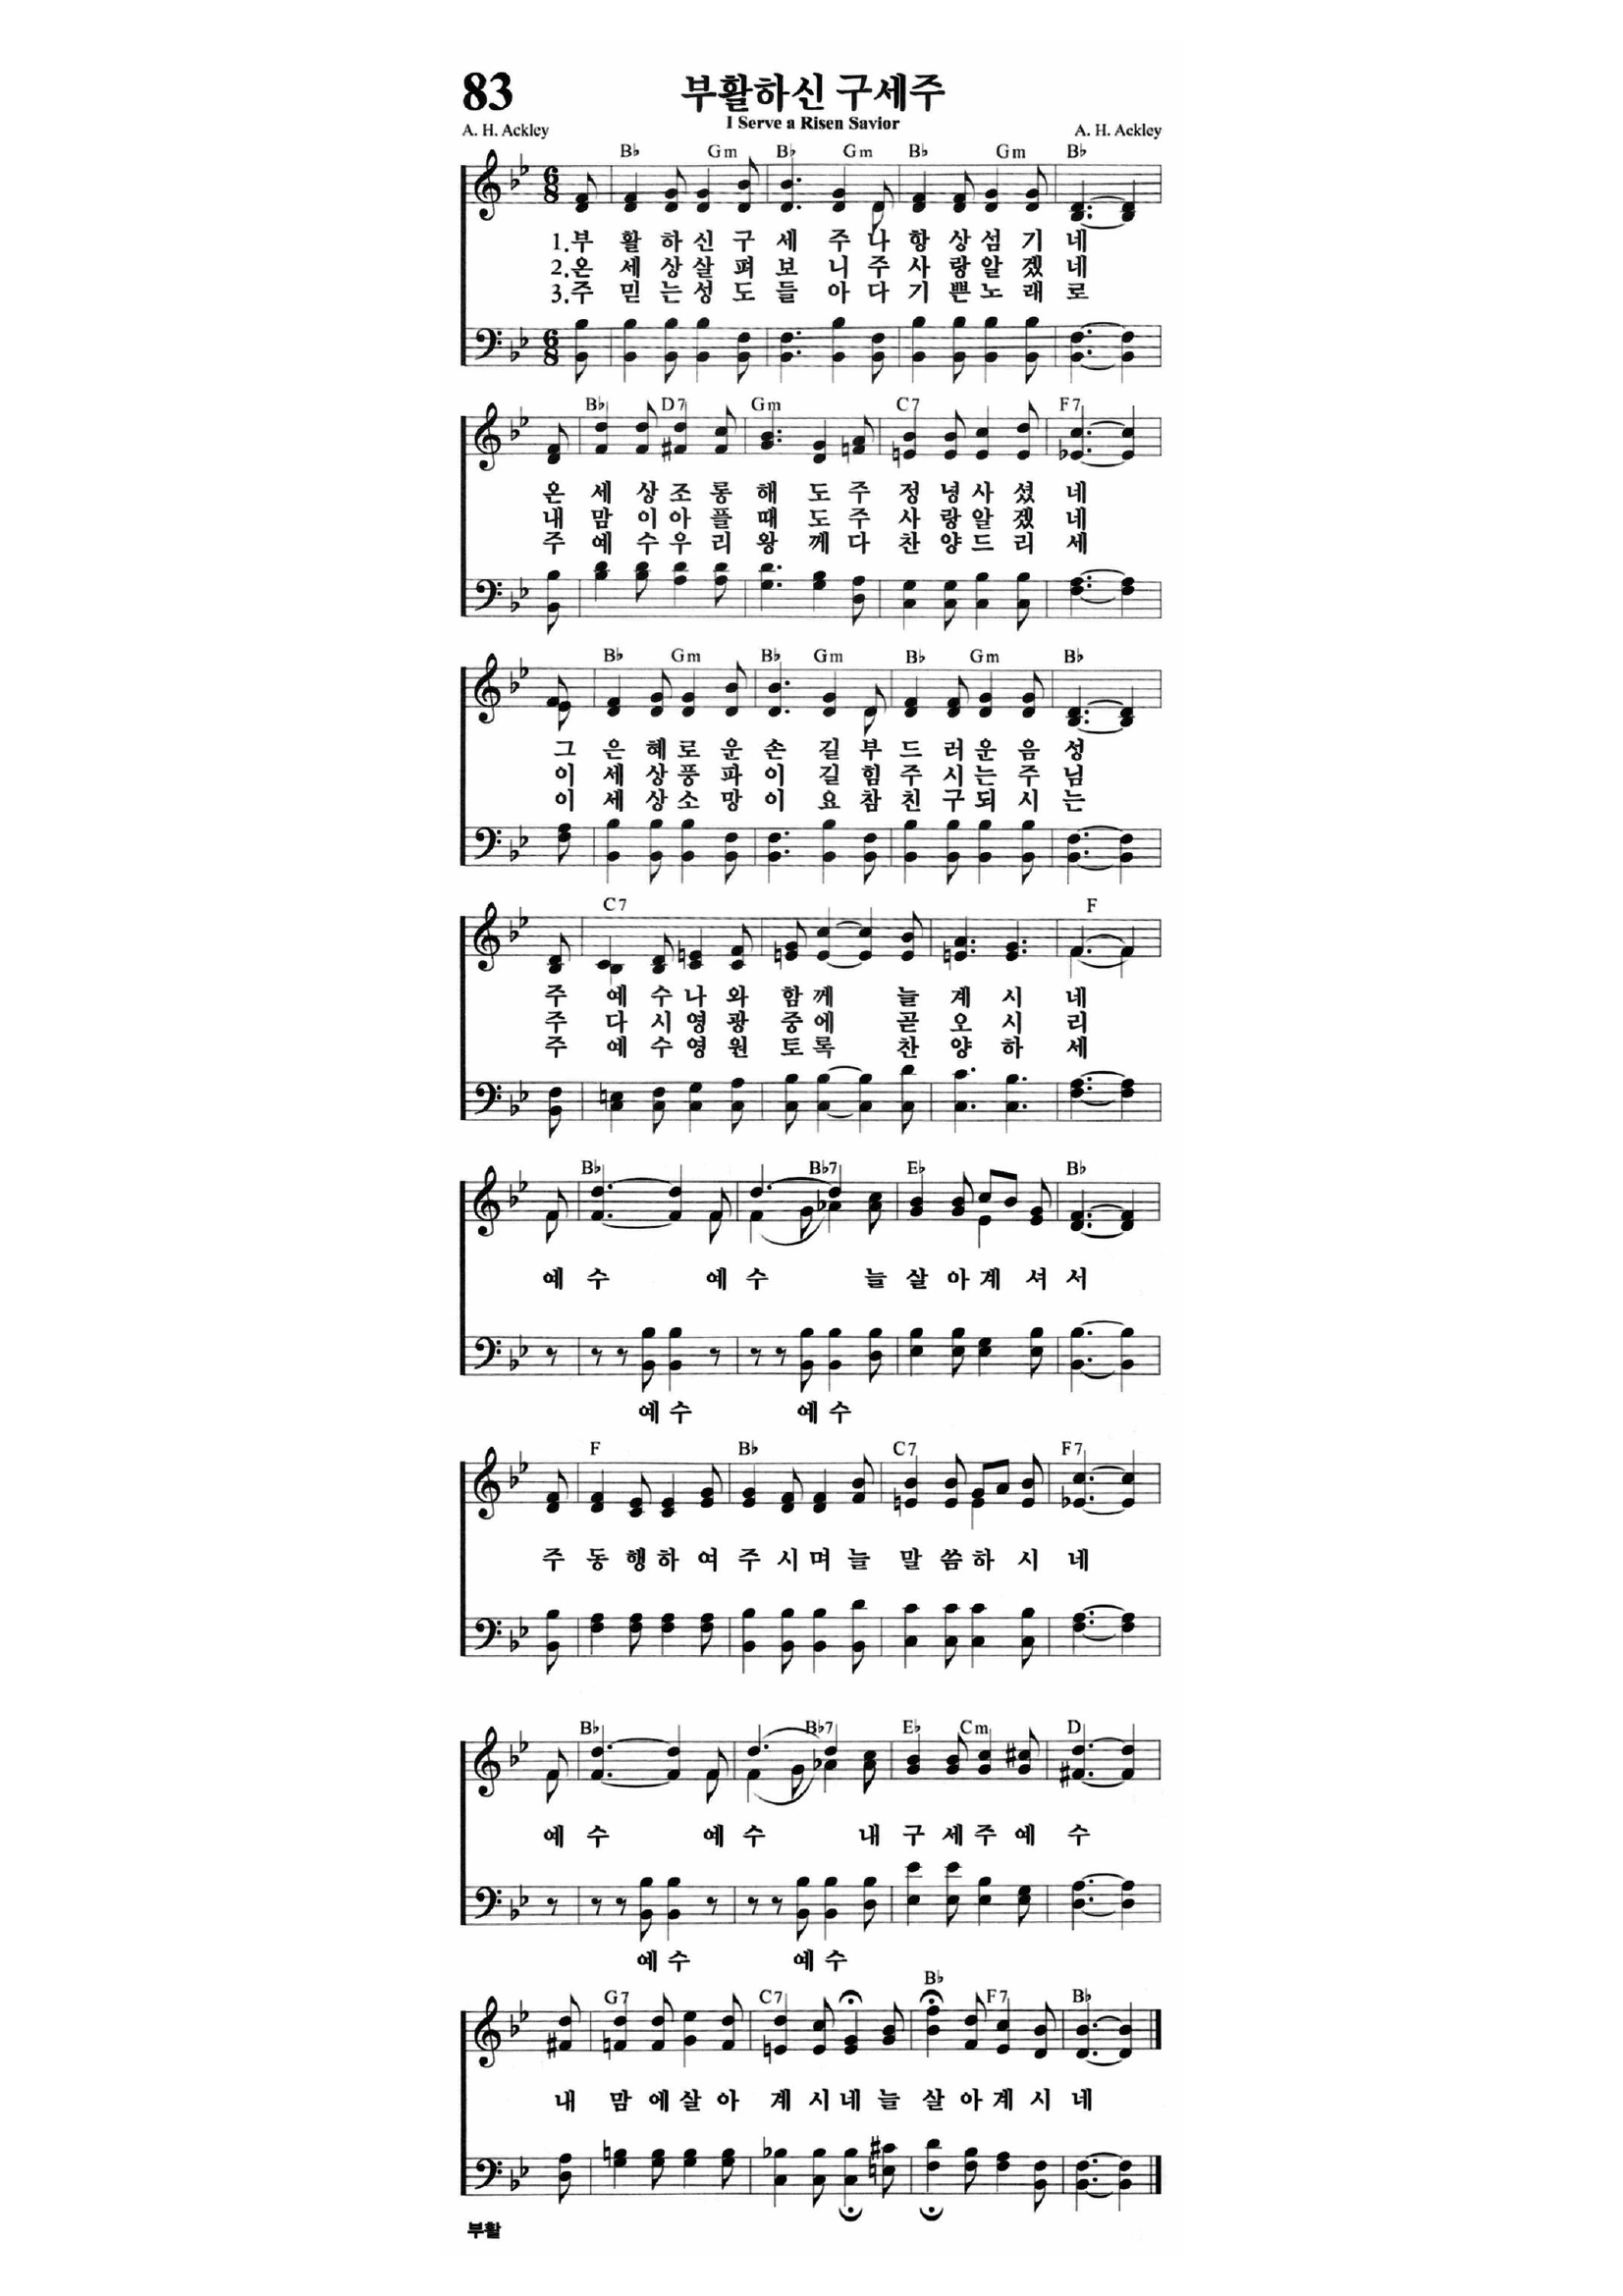 83
부활하신 구세주
I Serve a Risen Savior
A. H. Ackley A. H. Ackley
B♭ Gm B♭ Gm B♭ Gm B♭
6/8
1.부 활 하 신 구 세 주 나 항 상 섬 기 네
2.온 세 상 살 펴 보 니 주 사 랑 알 겠 네
3.주 믿 는 성 도 들 아 다 기 쁜 노 래 로
6/8
B♭ D7 Gm C7 F7
온 세 상 조 롱 해 도 주 정 녕 사 셨 네
내 맘 이 아 플 때 도 주 사 랑 알 겠 네
주 예 수 우 리 왕 께 다 찬 양 드 리 세
B♭ Gm B♭ Gm B♭ Gm B♭
그 은 혜 로 운 손 길 부 드 러 운 음 성
이 세 상 풍 파 이 길 힘 주 시 는 주 님
이 세 상 소 망 이 요 참 친 구 되 시 는
C7 F
주 예 수 나 와 함 께 늘 계 시 네
주 다 시 영 광 중 에 곧 오 시 리
주 예 수 영 원 토 록 찬 양 하 세
B♭ B♭7 E♭ B♭
예 수 예 수 늘 살 아 계 셔 서
예 수 예 수
F B♭ C7 F7
주 동 행 하 여 주 시 며 늘 말 씀 하 시 네
B♭ B♭7 E♭ Cm D
예 수 예 수 내 구 세 주 예 수
예 수 예 수
G7 C7 B♭ F7 B♭
내 맘 에 살 아 계 시 네 늘 살 아 계 시 네
부활